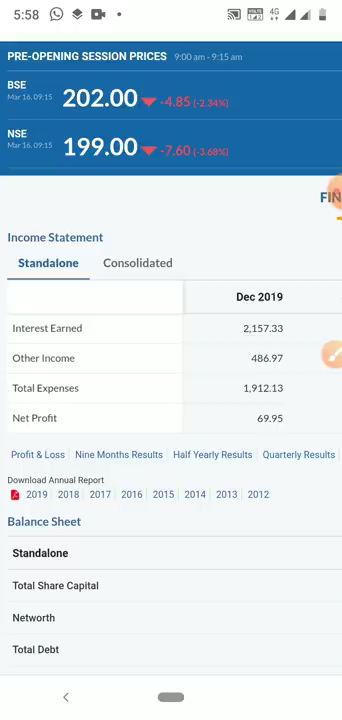 5:58
4G
PRE-OPENING SESSION PRICES 9:00 am - 9:15 am
BSE
Mar 16, 09:15
202.00 -4.85 (-2.34%)
NSE
Mar 16, 09:15
199.00 -7.60 (-3.68%)
FIN
Income Statement
Standalone Consolidated
Dec 2019
Interest Earned 2,157.33
Other Income 486.97
Total Expenses 1,912.13
Net Profit 69.95
Profit & Loss Nine Months Results Half Yearly Results Quarterly Results
Download Annual Report
2019 2018 2017 2016 2015 2014 2013 2012
Balance Sheet
Standalone
Total Share Capital
Networth
Total Debt